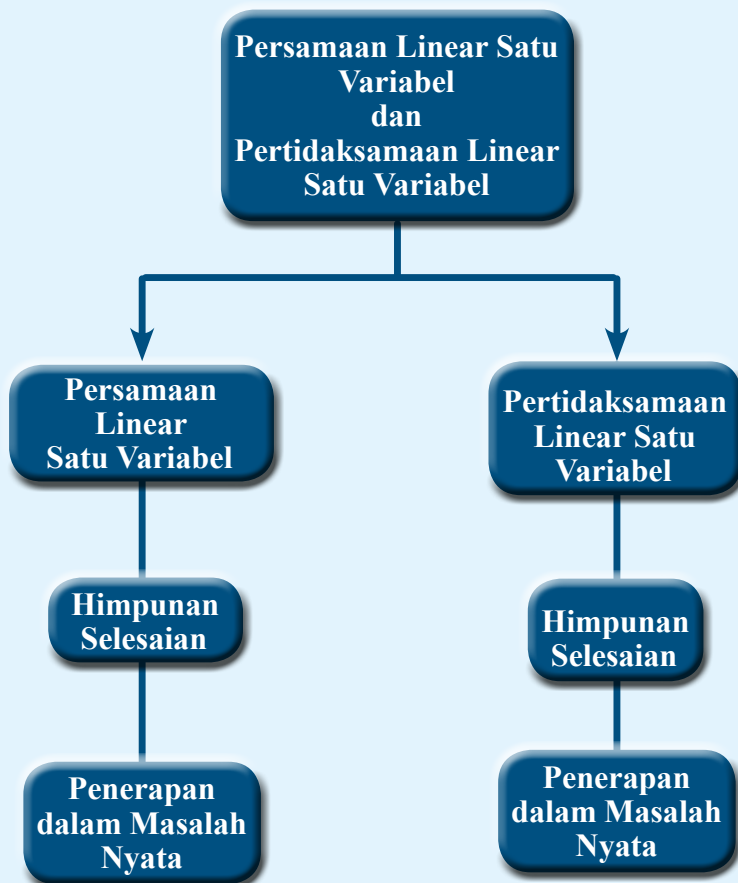 Persamaan Linear Satu
Variabel
dan
Pertidaksamaan Linear
Satu Variabel
Persamaan
Linear
Satu Variabel
Pertidaksamaan
Linear Satu
Variabel
Himpunan
Selesaian
Himpunan
Selesaian
Penerapan
dalam Masalah
Nyata
Penerapan
dalam Masalah
Nyata